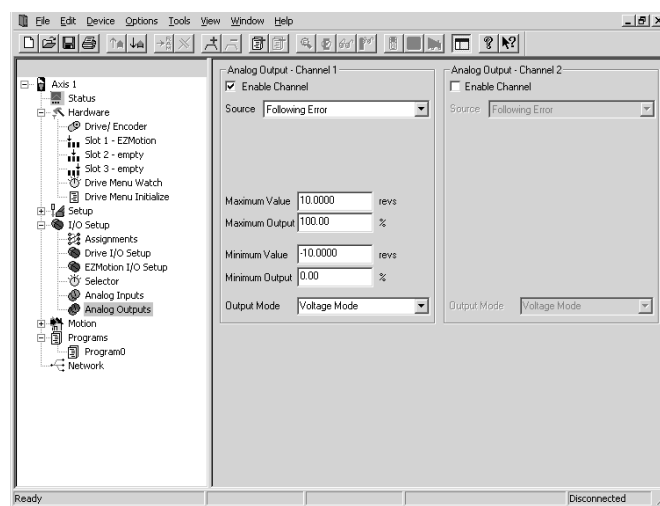 File Edit Device Options Tools View Window Help
Axis 1
Status
Hardware
Drive/ Encoder
Slot 1 - EZMotion
Slot 2 - empty
Slot 3 - empty
Drive Menu Watch
Drive Menu Initialize
Setup
I/O Setup
Assignments
Drive I/O Setup
EZMotion I/O Setup
Selector
Analog Inputs
Analog Outputs
Motion
Programs
Program0
Network
Analog Output - Channel 1
Enable Channel
Source Following Error
Maximum Value 10.0000 revs
Maximum Output 100.00 %
Minimum Value -10.0000 revs
Minimum Output 0.00 %
Output Mode Voltage Mode
Analog Output - Channel 2
Enable Channel
Source Following Error
Output Mode Voltage Mode
Ready Disconnected